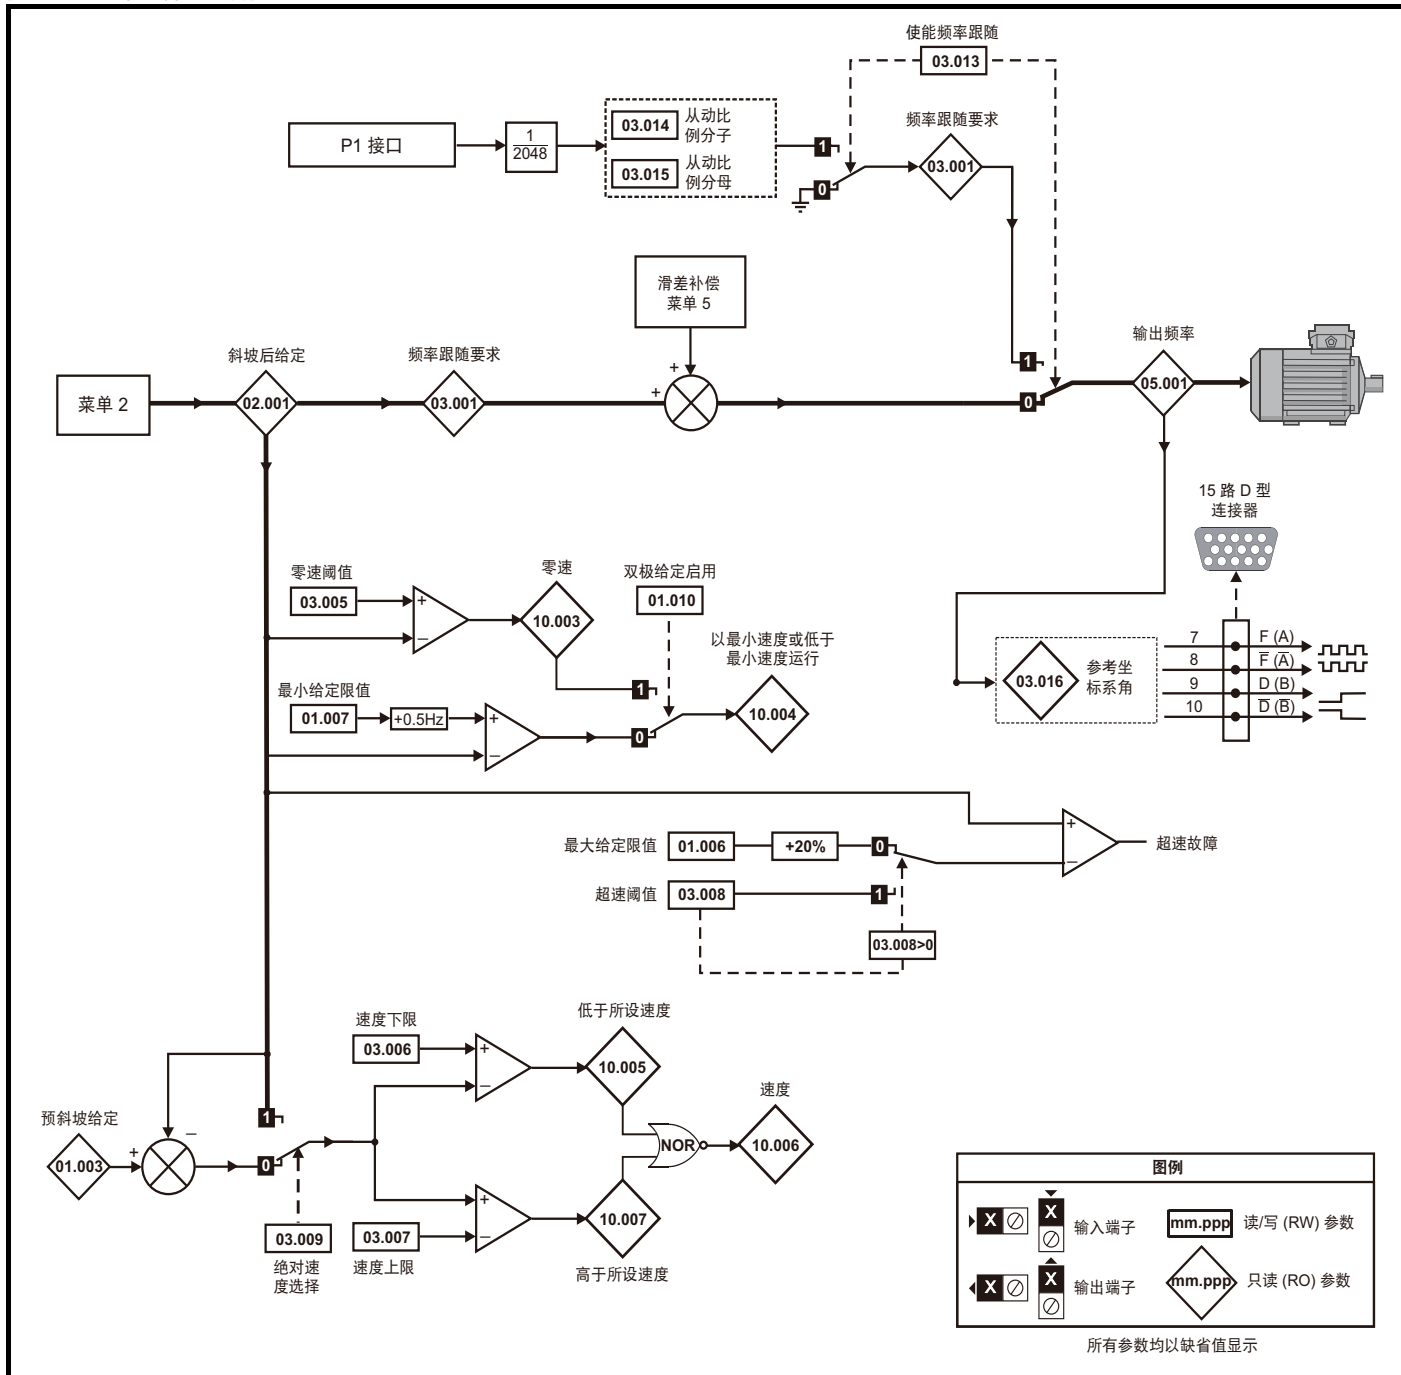 使能频率跟随
03.013
P1 接口
1
2048
03.014
从动比
例分子
03.015
从动比
例分母
1
0
频率跟随要求
03.001
滑差补偿
菜单 5
菜单 2
斜坡后给定
02.001
频率跟随要求
03.001
+
+
1
0
输出频率
05.001
15 路 D 型
连接器
零速阈值
03.005
+
−
零速
10.003
双极给定启用
01.010
以最小速度或低于
最小速度运行
10.004
最小给定限值
01.007
+0.5Hz
+
−
1
0
03.016
参考坐
标系角
7
F (A)
8
F̅ (A̅)
9
D (B)
10
D̅ (B̅)
最大给定限值
01.006
+20%
0
超速阈值
03.008
1
03.008>0
+
−
超速故障
速度下限
03.006
+
−
低于所设速度
10.005
速度
10.006
NOR
预斜坡给定
01.003
+
−
1
0
03.009
绝对速
度选择
03.007
速度上限
+
−
10.007
高于所设速度
图例
X
X
输入端子
mm.ppp
读/写 (RW) 参数
X
X
输出端子
mm.ppp
只读 (RO) 参数
所有参数均以缺省值显示